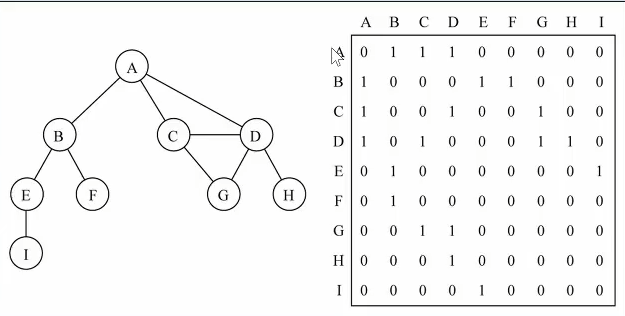 A
B
C
D
E
F
G
H
I
A B C D E F G H I
A 0 1 1 1 0 0 0 0 0
B 1 0 0 0 1 1 0 0 0
C 1 0 0 1 0 0 1 0 0
D 1 0 1 0 0 0 1 1 0
E 0 1 0 0 0 0 0 0 1
F 0 1 0 0 0 0 0 0 0
G 0 0 1 1 0 0 0 0 0
H 0 0 0 1 0 0 0 0 0
I 0 0 0 0 1 0 0 0 0